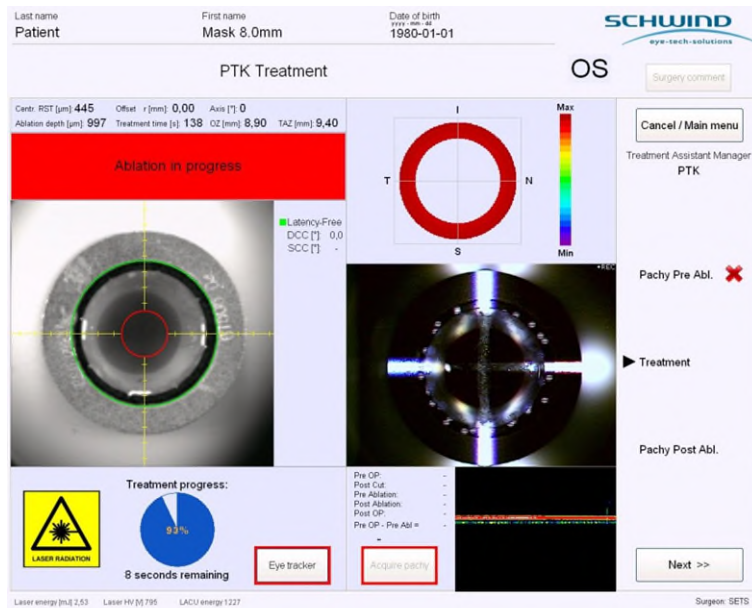 Last name
Patient
First name
Mask 8.0mm
Date of birth
yyyy - mm - dd
1980-01-01
SCHWIND
eye-tech-solutions
PTK Treatment
OS
Surgery comment
Centr. RST [µm] 445 Offset r [mm] 0,00 Axis [°] 0
Ablation depth [µm] 997 Treatment time [s] 138 OZ [mm] 8,90 TAZ [mm] 9,40
Ablation in progress
Latency-Free
DCC [°] 0,0
SCC [°] -
I
T
N
S
Max
Min
Cancel / Main menu
Treatment Assistant Manager
PTK
•REC
Pachy Pre Abl.
Treatment
Pachy Post Abl.
Treatment progress:
93%
8 seconds remaining
LASER RADIATION
Eye tracker
Pre OP: -
Post Cut: -
Pre Ablation: -
Post Ablation: -
Post OP: -
Pre OP - Pre Abl = -
-
Acquire pachy
Next >>
Laser energy [mJ] 2,53 Laser HV [V] 795 LACU energy 1227
Surgeon: SETS